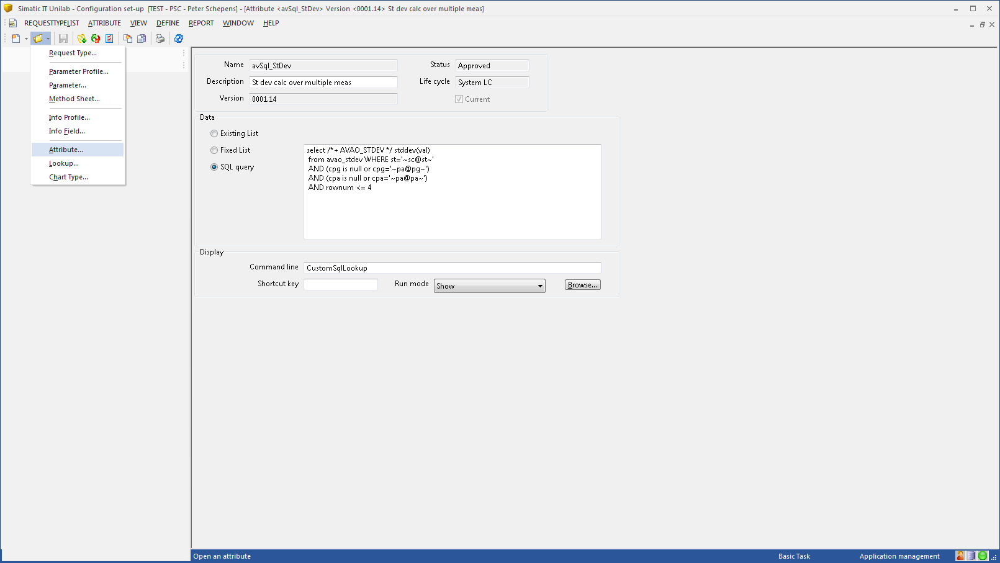 Simatic IT Unilab - Configuration set-up [TEST - PSC - Peter Schepens] - [Attribute <avSql_StDev> Version <0001.14> St dev calc over multiple meas]
REQUESTTYPELIST ATTRIBUTE VIEW DEFINE REPORT WINDOW HELP
Request Type...
Parameter Profile...
Parameter...
Method Sheet...
Info Profile...
Info Field...
Attribute...
Lookup...
Chart Type...
Name avSql_StDev Status Approved
Description St dev calc over multiple meas Life cycle System LC
Version 0001.14 Current
Data
Existing List
Fixed List
SQL query
select /*+ AVAO_STDEV */ stddev(val)
from avao_stdev WHERE st='~sc@st~'
AND (cpg is null or cpg='~pa@pg~')
AND (cpa is null or cpa='~pa@pa~')
AND rownum <= 4
Display
Command line CustomSqlLookup
Shortcut key Run mode Show Browse...
Open an attribute Basic Task Application management